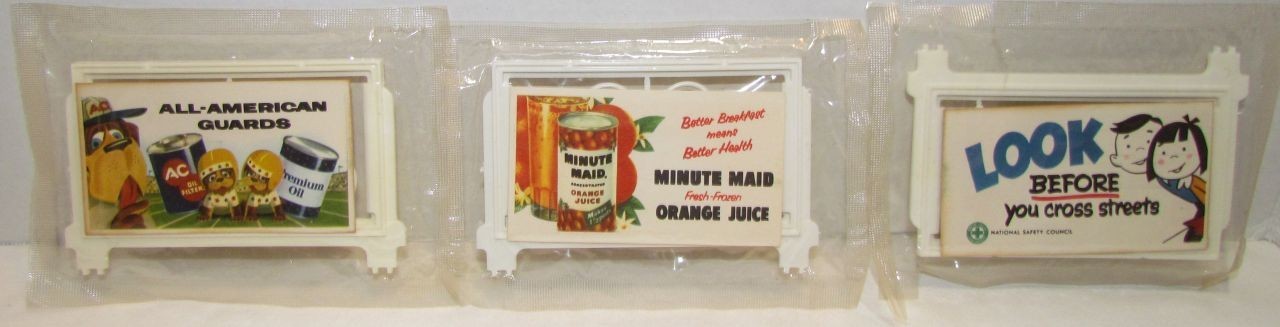 ALL-AMERICAN
GUARDS
AC
OIL
FILTER
Premium
Oil
Better Breakfast
means
Better Health
MINUTE MAID
Fresh-Frozen
ORANGE JUICE
MINUTE
MAID
CONCENTRATED
ORANGE
JUICE
LOOK
BEFORE
you cross streets
NATIONAL SAFETY COUNCIL